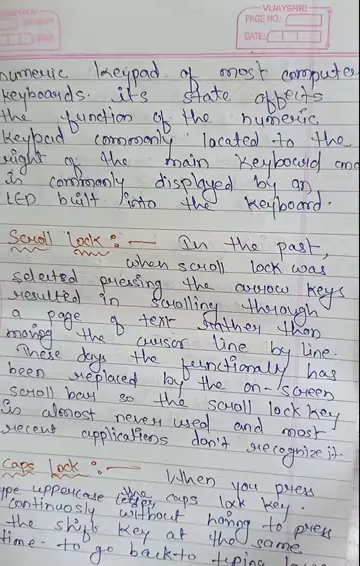 VIJAYSHRI
PAGE NO.:
DATE:
numeric keypad of most computer
keyboards. its state affects
the function of the numeric
keypad commonly located to the
right of the main keyboard and
is commonly displayed by an
LED built into the keyboard.
Scroll Lock :- In the past,
when scroll lock was
selected pressing the arrow keys
resulted in scrolling through
a page of text rather than
moving the cursor line by line.
These days the functionaly has
been replaced by the on-screen
scroll bar so the scroll lock key
is almost never used and most
recent applications don't recognize it.
Caps Lock :- When you press
ype uppercase the caps lock key.
continuosly without having to press
the shift key at the same
time. to go back to typing